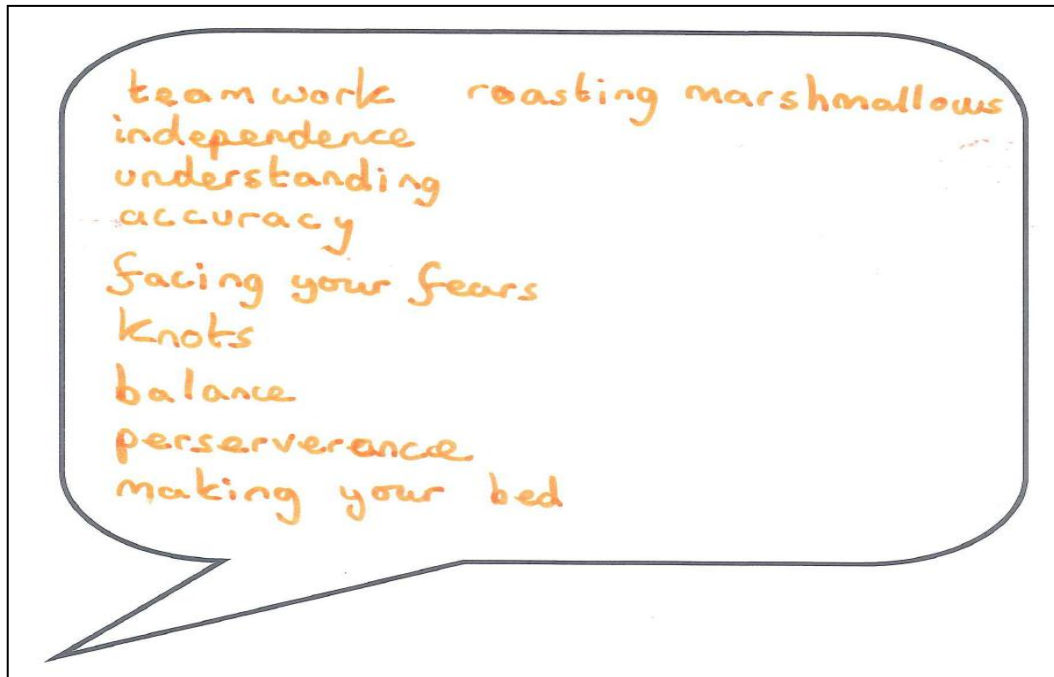 team work roasting marshmallows
independence
understanding
accuracy
facing your fears
knots
balance
perserverance
making your bed